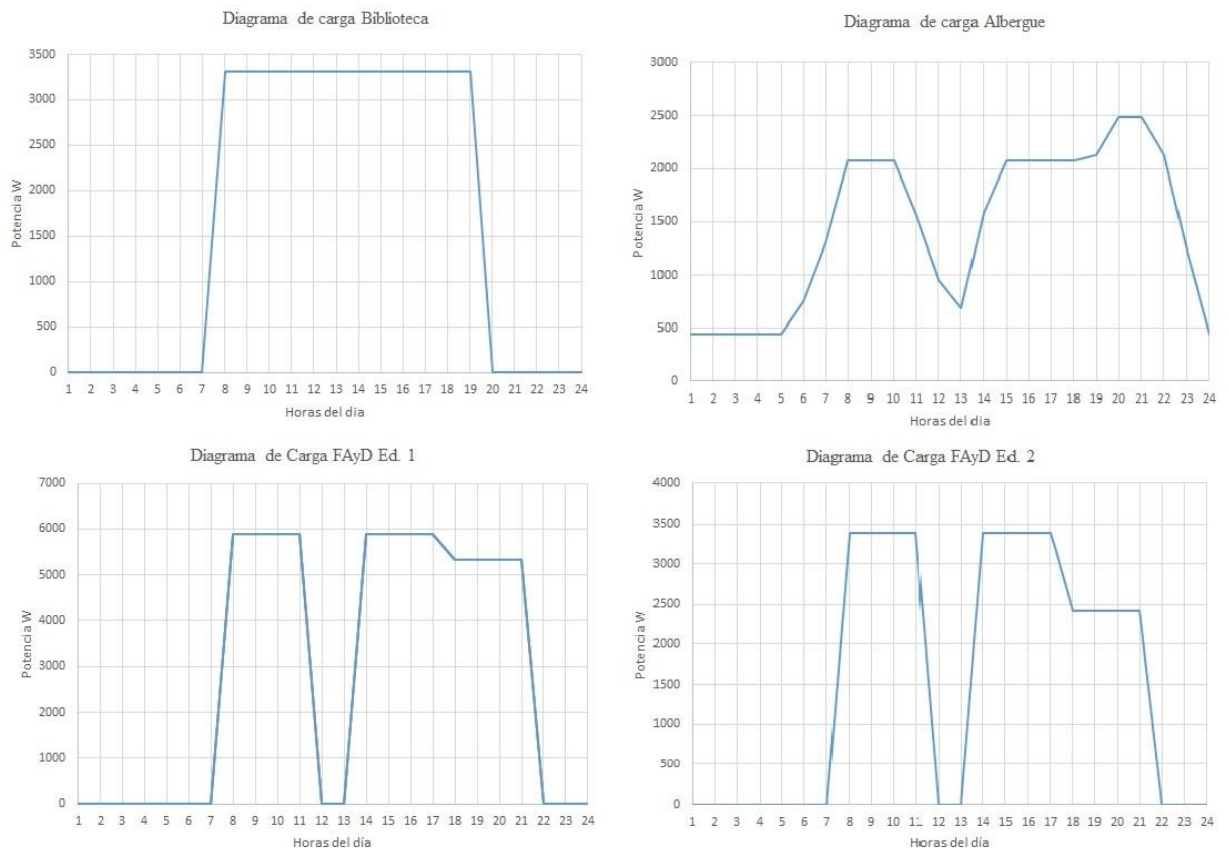 Diagrama de carga Biblioteca
3500
3000
2500
2000
1500
1000
500
0
Potencia W
1 2 3 4 5 6 7 8 9 10 11 12 13 14 15 16 17 18 19 20 21 22 23 24
Horas del dia
Diagrama de carga Albergue
3000
2500
2000
1500
1000
500
0
Potencia W
1 2 3 4 5 6 7 8 9 10 11 12 13 14 15 16 17 18 19 20 21 22 23 24
Horas del dia
Diagrama de Carga FAyD Ed. 1
7000
6000
5000
4000
3000
2000
1000
0
Potencia W
1 2 3 4 5 6 7 8 9 10 11 12 13 14 15 16 17 18 19 20 21 22 23 24
Horas del día
Diagrama de Carga FAyD Ed. 2
4000
3500
3000
2500
2000
1500
1000
500
0
Potencia W
1 2 3 4 5 6 7 8 9 10 11 12 13 14 15 16 17 18 19 20 21 22 23 24
Horas del día